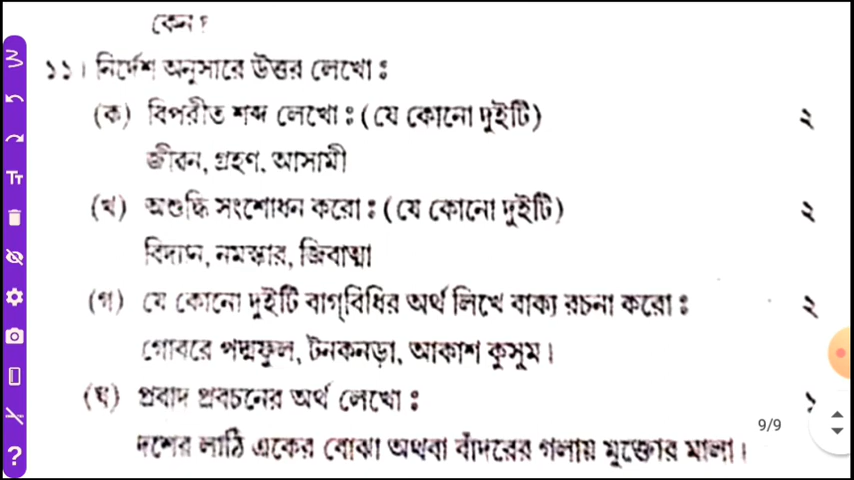 কেন?
১১। নির্দেশ অনুসারে উত্তর লেখো ঃ
(ক) বিপরীত শব্দ লেখো ঃ (যে কোনো দুইটি) ২
জীবন, গ্রহণ, আসামী
(খ) অশুদ্ধি সংশোধন করো ঃ (যে কোনো দুইটি) ২
নমস্কার,
(গ) যে কোনো দুইটি বাগ্‌বিধির অর্থ লিখে বাক্য রচনা করো ঃ ২
গোবরে পদ্মফুল, টনকনড়া, আকাশ কুসুম।
(ঘ) প্রবাদ প্রবচনের অর্থ লেখো ঃ
9/9
দশের লাঠি একের বোঝা অথবা বাঁদরের গলায় মুক্তোর মালা।